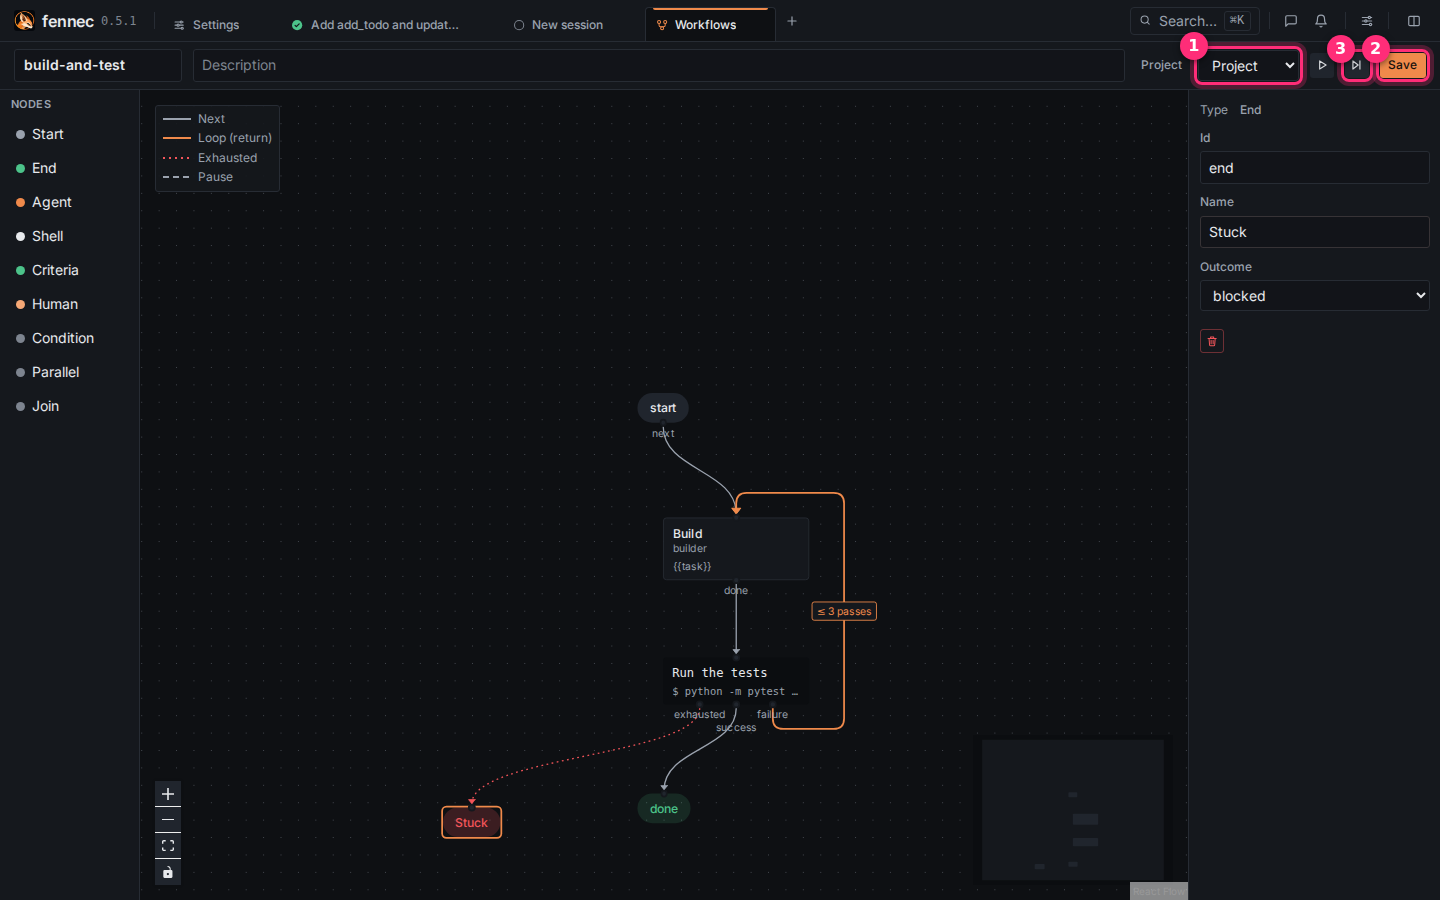 fennec 0.5.1
Settings
Add add_todo and updat...
New session
Workflows
Search... ⌘K
build-and-test
Description
Project
1
Project
3
2
Save
NODES
Start
End
Agent
Shell
Criteria
Human
Condition
Parallel
Join
Next
Loop (return)
Exhausted
Pause
start
next
Build
builder
{{task}}
done
≤ 3 passes
Run the tests
$ python -m pytest …
exhausted
failure
success
Stuck
done
React Flow
Type End
Id
end
Name
Stuck
Outcome
blocked